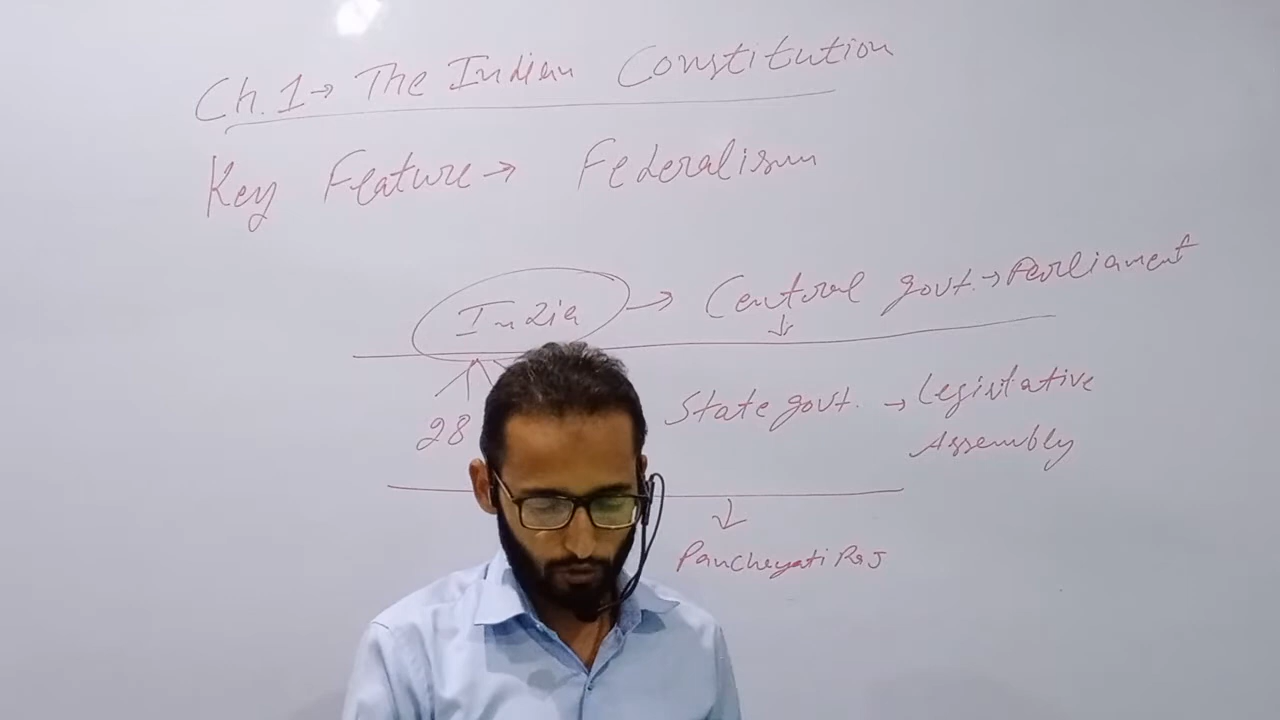 Ch.1→ The Indian Constitution
Key Feature → Federalism
India → Central govt. → Parliament
28
State govt. → Legislative
Assembly
Panchayati Raj